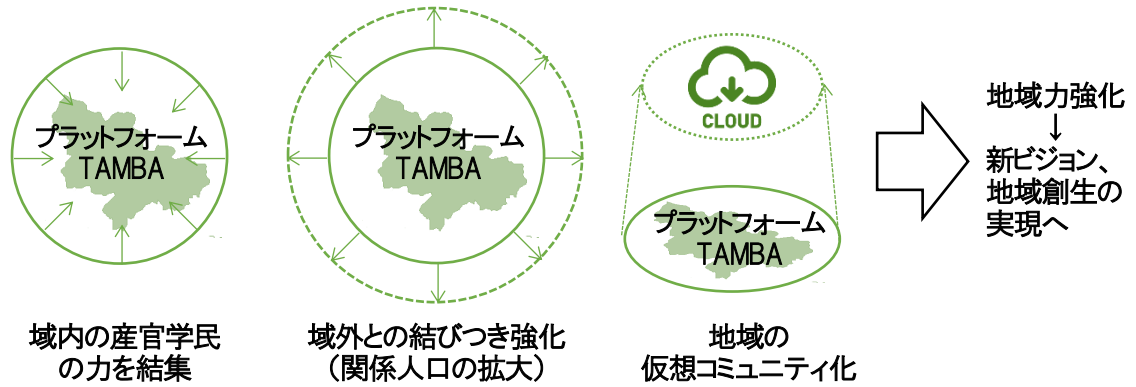 プラットフォーム
TAMBA
域内の産官学民
の力を結集
プラットフォーム
TAMBA
域外との結びつき強化
（関係人口の拡大）
CLOUD
プラットフォーム
TAMBA
地域の
仮想コミュニティ化
地域力強化
↓
新ビジョン、
地域創生の
実現へ